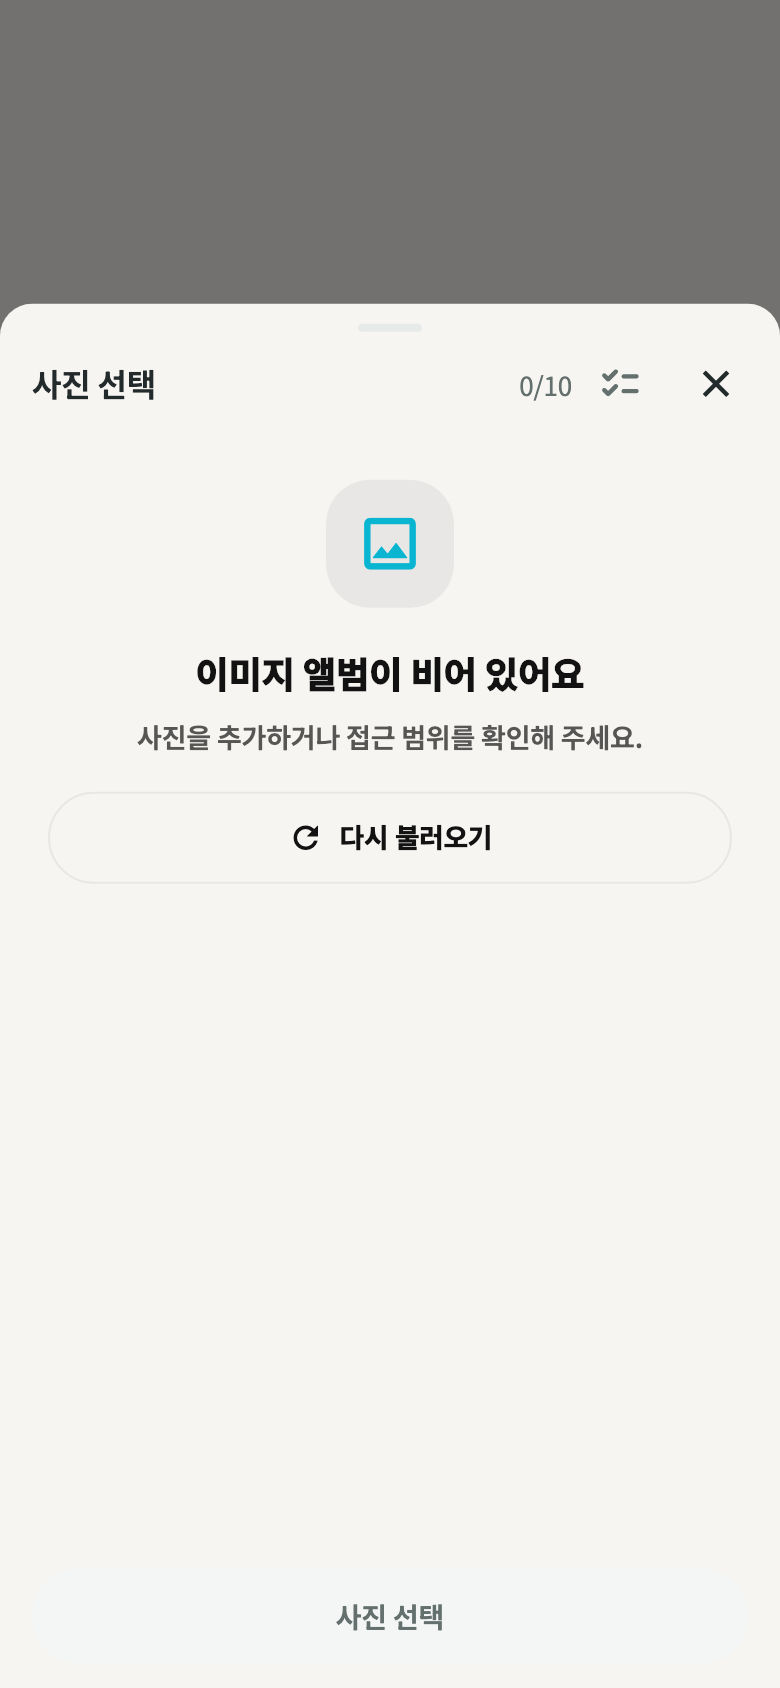 사진 선택
0/10
이미지 앨범이 비어 있어요
사진을 추가하거나 접근 범위를 확인해 주세요.
다시 불러오기
사진 선택